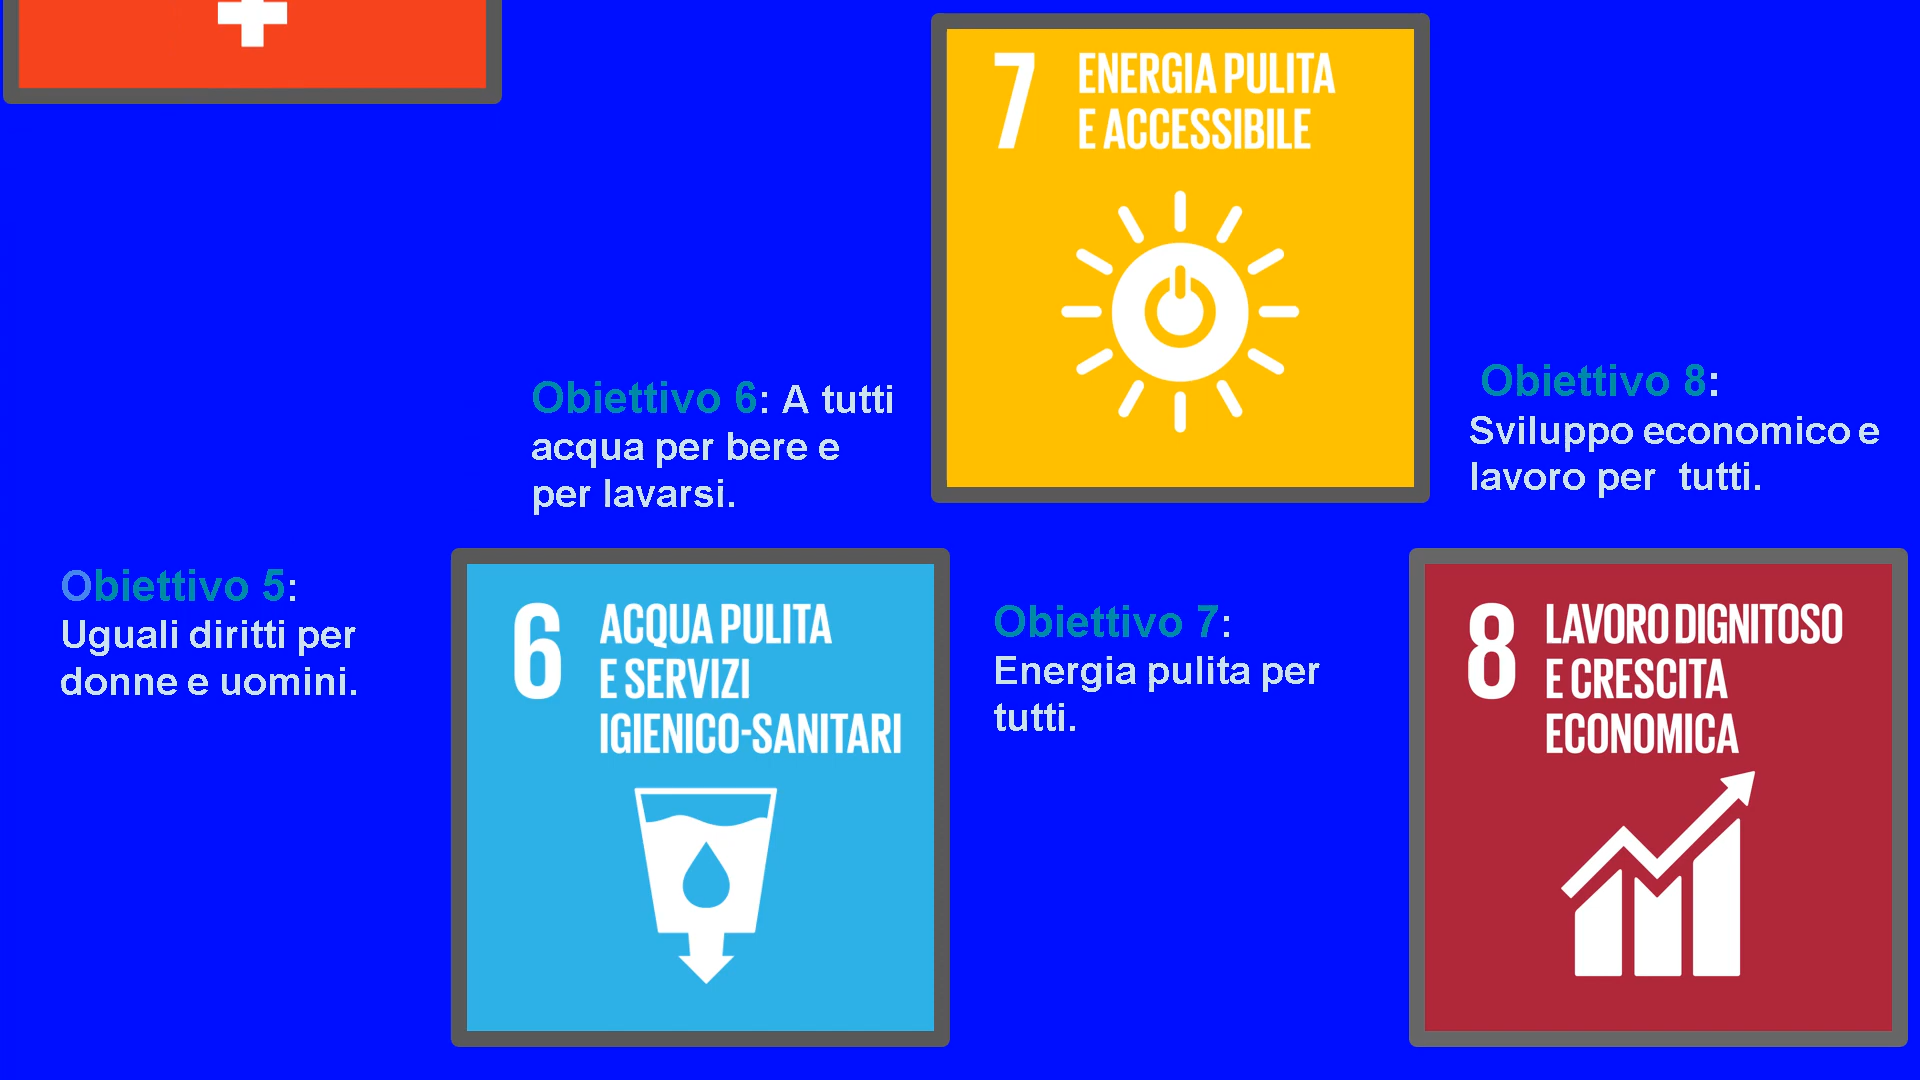 7
ENERGIA PULITA
E ACCESSIBILE
Obiettivo 6: A tutti
acqua per bere e
per lavarsi.
Obiettivo 8:
Sviluppo economico e
lavoro per  tutti.
Obiettivo 5:
Uguali diritti per
donne e uomini.
6
ACQUA PULITA
E SERVIZI
IGIENICO-SANITARI
Obiettivo 7:
Energia pulita per
tutti.
8
LAVORO DIGNITOSO
E CRESCITA
ECONOMICA